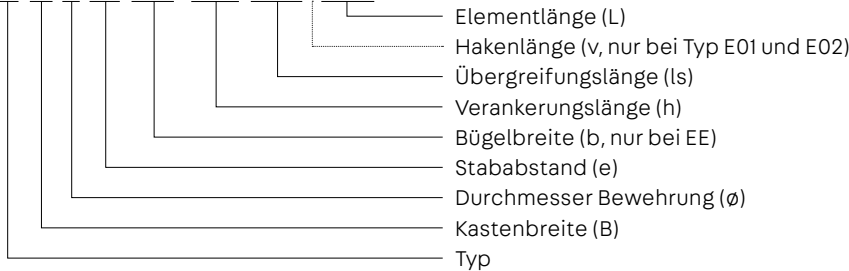 Elementlänge (L)
Hakenlänge (v, nur bei Typ E01 und E02)
Übergreifungslänge (ls)
Verankerungslänge (h)
Bügelbreite (b, nur bei EE)
Stababstand (e)
Durchmesser Bewehrung (ø)
Kastenbreite (B)
Typ